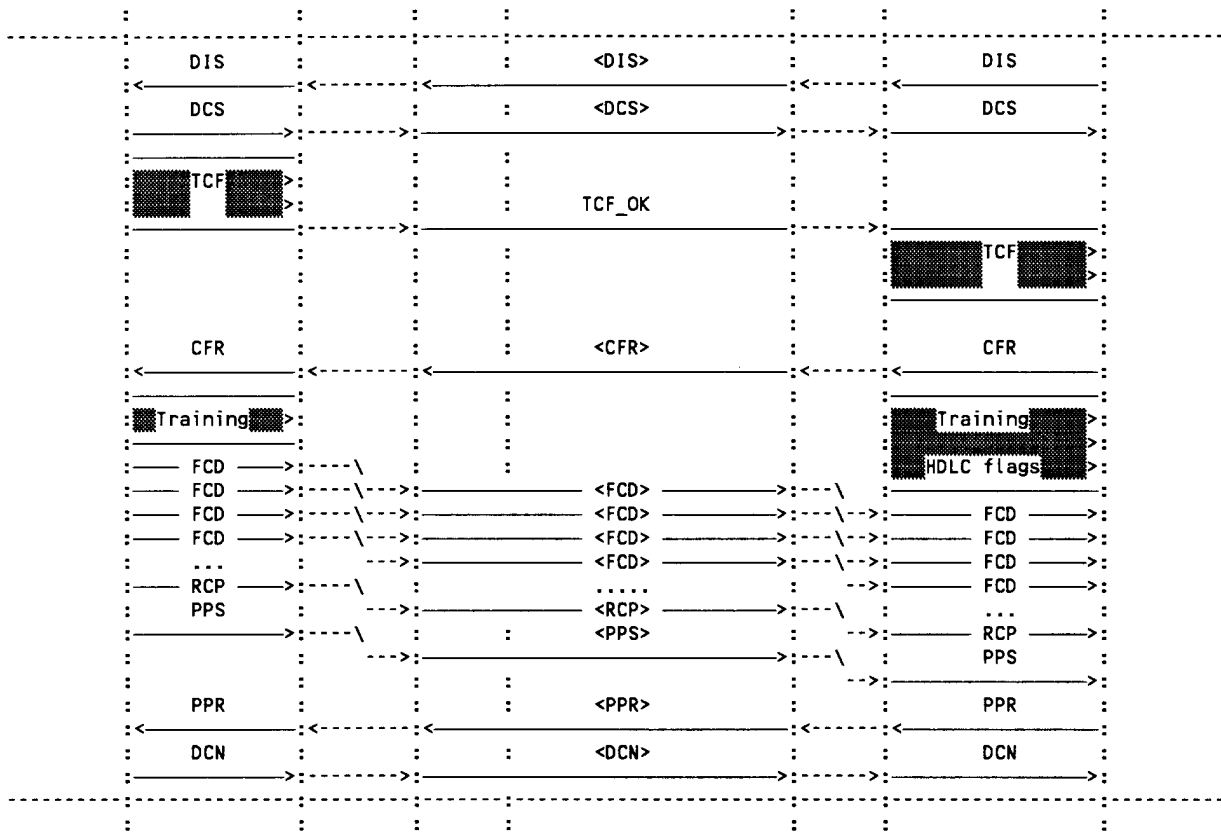 DIS <DIS> DIS
DCS <DCS> DCS
TCF
TCF_OK
TCF
CFR <CFR> CFR
Training Training
FCD HDLC flags
FCD <FCD>
FCD <FCD> FCD
FCD <FCD> FCD
... <FCD> FCD
RCP ..... FCD
PPS <RCP> ...
<PPS> RCP
PPS
PPR <PPR> PPR
DCN <DCN> DCN